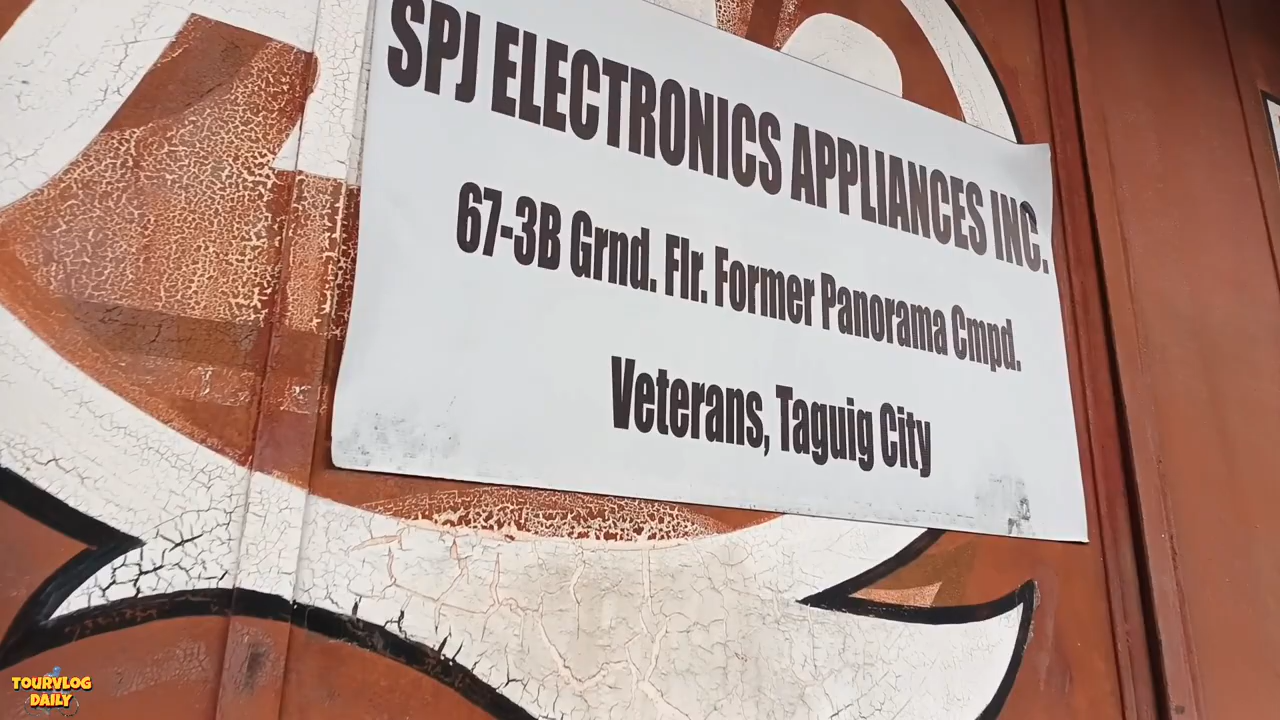 SPJ ELECTRONICS APPLIANCES INC.
67-3B Grnd. Flr. Former Panorama Cmpd.
Veterans, Taguig City
TOURVLOG
DAILY